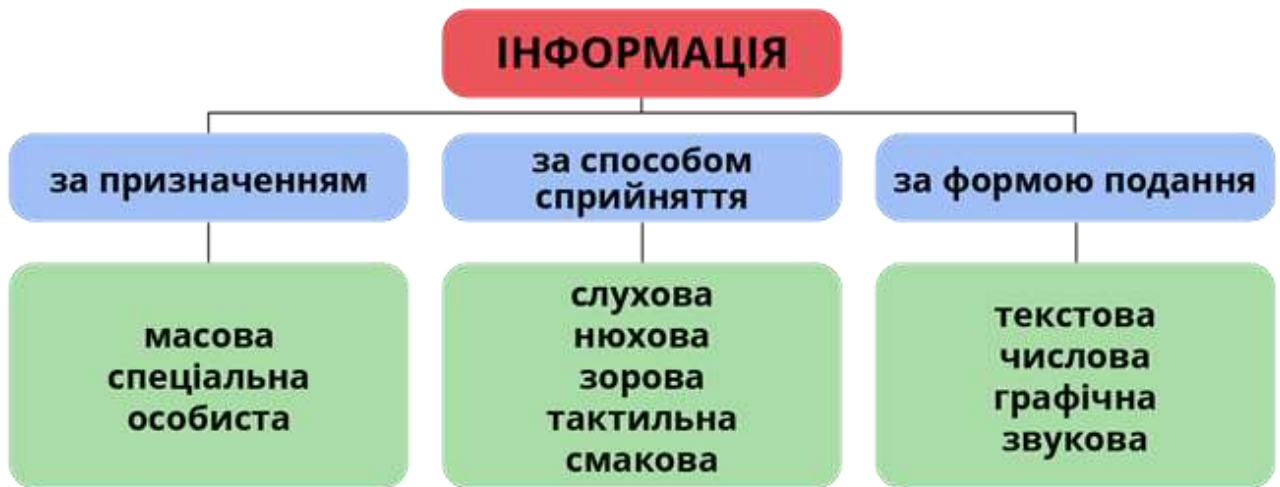 ІНФОРМАЦІЯ
за призначенням
масова
спеціальна
особиста
за способом
сприйняття
слухова
нюхова
зорова
тактильна
смакова
за формою подання
текстова
числова
графічна
звукова